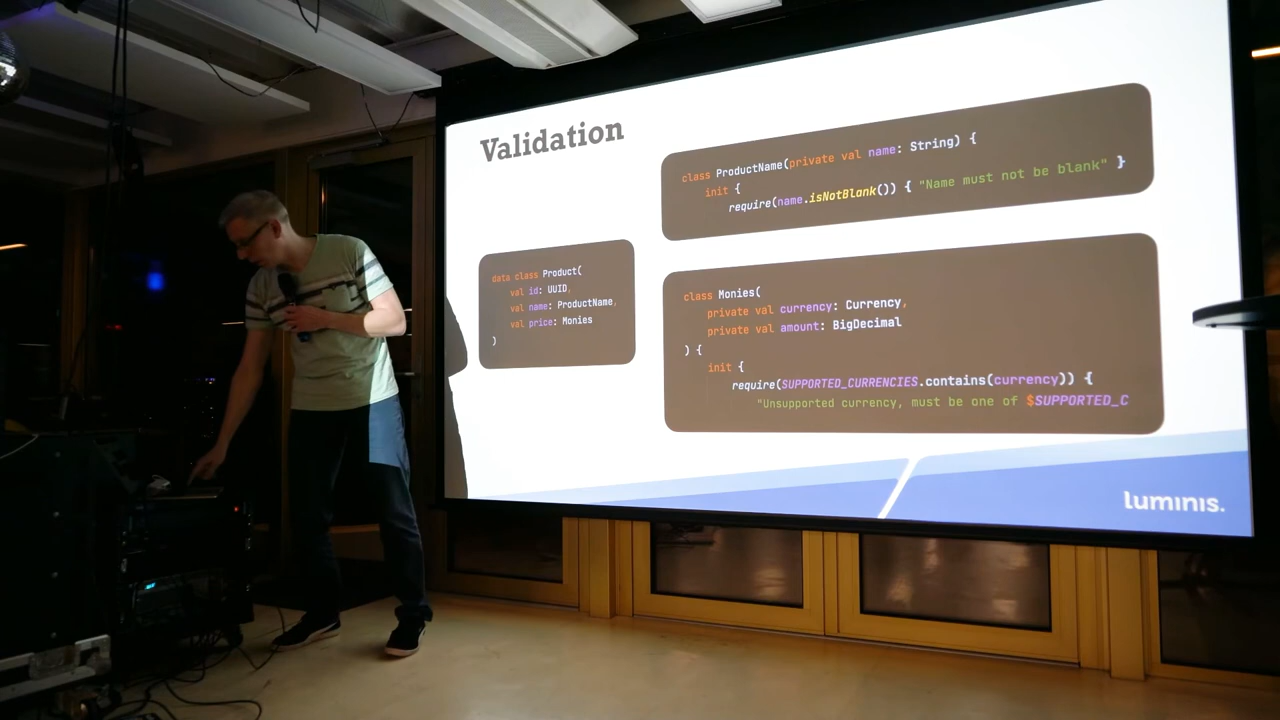 Validation
class ProductName(private val name: String) {
init {
require(name.isNotBlank()) { "Name must not be blank" }
data class Product(
val id: UUID,
val name: ProductName,
val price: Monies
)
class Monies(
private val currency: Currency,
private val amount: BigDecimal
) {
init {
require(SUPPORTED_CURRENCIES.contains(currency)) {
"Unsupported currency, must be one of $SUPPORTED_C
luminis.